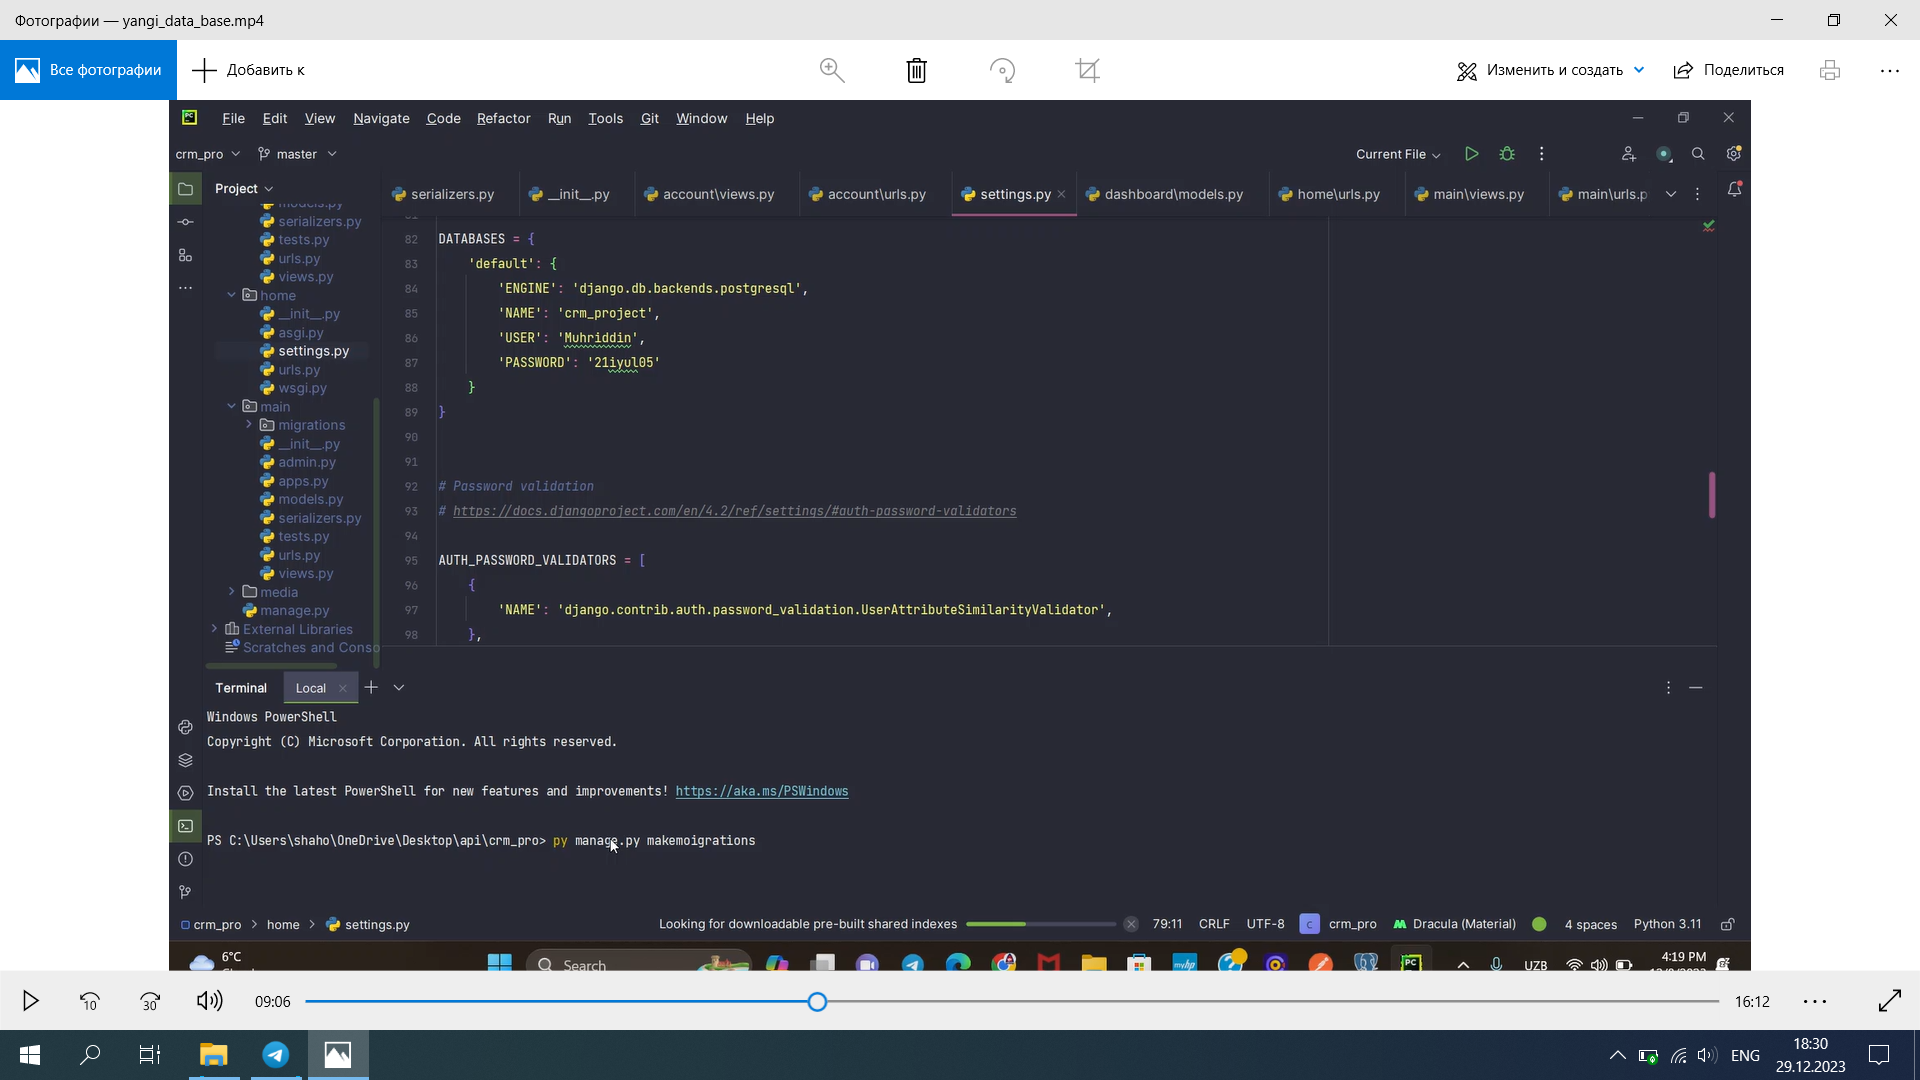 Фотографии — yangi_data_base.mp4
Все фотографии
Добавить к
Изменить и создать
Поделиться
File Edit View Navigate Code Refactor Run Tools Git Window Help
crm_pro master Current File
Project
serializers.py __init__.py account\views.py account\urls.py settings.py dashboard\models.py home\urls.py main\views.py main\urls.p
models.py
serializers.py
tests.py
urls.py
views.py
home
__init__.py
asgi.py
settings.py
urls.py
wsgi.py
main
migrations
__init__.py
admin.py
apps.py
models.py
serializers.py
tests.py
urls.py
views.py
media
manage.py
External Libraries
Scratches and Conso
82 DATABASES = {
83 'default': {
84 'ENGINE': 'django.db.backends.postgresql',
85 'NAME': 'crm_project',
86 'USER': 'Muhriddin',
87 'PASSWORD': '21iyul05'
88 }
89 }
90
91
92 # Password validation
93 # https://docs.djangoproject.com/en/4.2/ref/settings/#auth-password-validators
94
95 AUTH_PASSWORD_VALIDATORS = [
96 {
97 'NAME': 'django.contrib.auth.password_validation.UserAttributeSimilarityValidator',
98 },
Terminal Local
Windows PowerShell
Copyright (C) Microsoft Corporation. All rights reserved.
Install the latest PowerShell for new features and improvements! https://aka.ms/PSWindows
PS C:\Users\shaho\OneDrive\Desktop\api\crm_pro> py manage.py makemoigrations
crm_pro > home > settings.py
Looking for downloadable pre-built shared indexes 79:11 CRLF UTF-8 C crm_pro Dracula (Material) 4 spaces Python 3.11
6°C
Search
UZB
4:19 PM
10
30
09:06
16:12
ENG
18:30
29.12.2023